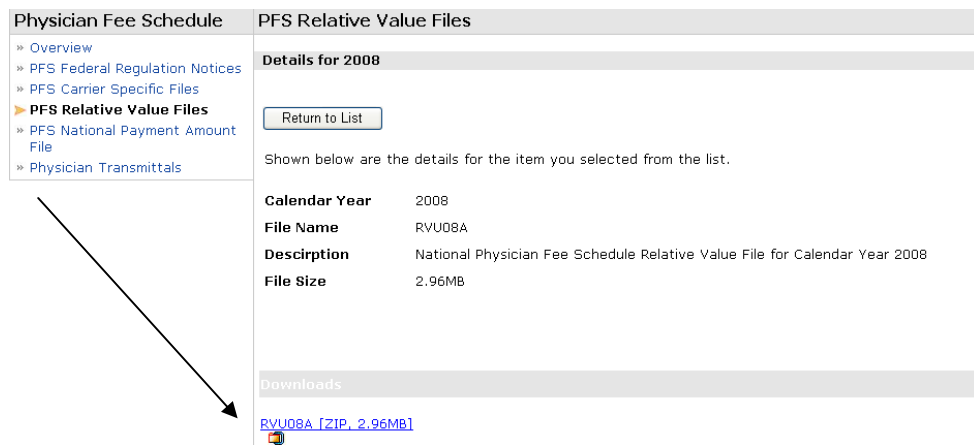 Physician Fee Schedule
» Overview
» PFS Federal Regulation Notices
» PFS Carrier Specific Files
PFS Relative Value Files
» PFS National Payment Amount
File
» Physician Transmittals
PFS Relative Value Files
Details for 2008
Return to List
Shown below are the details for the item you selected from the list.
Calendar Year 2008
File Name RVU08A
Descirption National Physician Fee Schedule Relative Value File for Calendar Year 2008
File Size 2.96MB
Downloads
RVU08A [ZIP, 2.96MB]